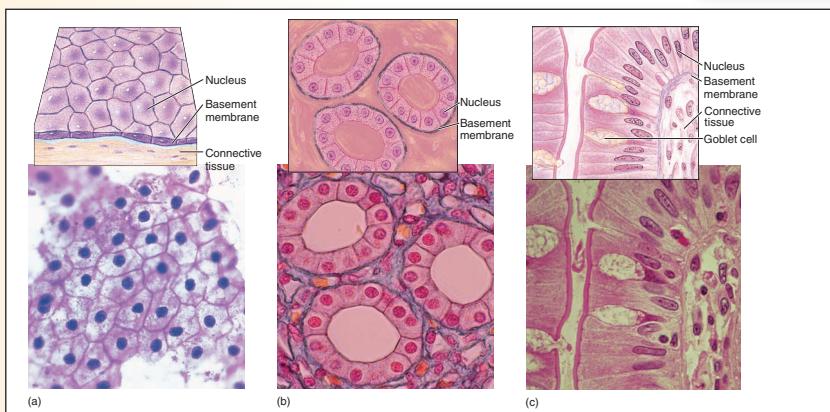 Nucleus
Basement
membrane
Connective
tissue
(a)
Nucleus
Basement
membrane
(b)
Nucleus
Basement
membrane
Connective
tissue
Goblet cell
(c)